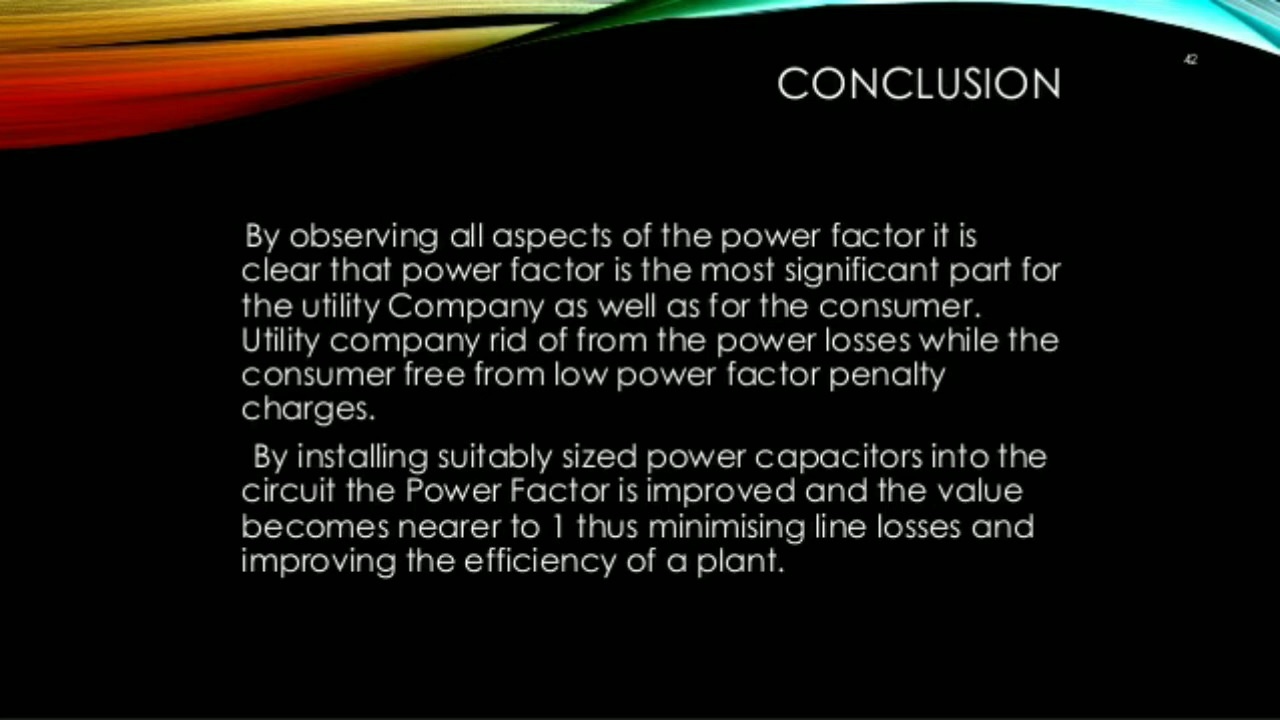 42
CONCLUSION
By observing all aspects of the power factor it is
clear that power factor is the most significant part for
the utility Company as well as for the consumer.
Utility company rid of from the power losses while the
consumer free from low power factor penalty
charges.
By installing suitably sized power capacitors into the
circuit the Power Factor is improved and the value
becomes nearer to 1 thus minimising line losses and
improving the efficiency of a plant.